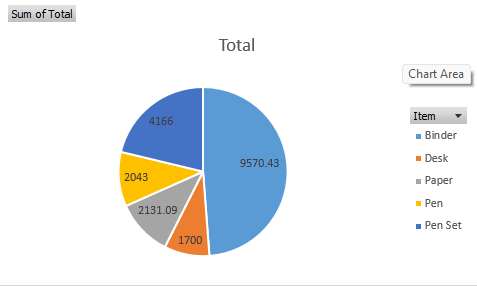 Sum of Total
Total
Chart Area
Item
Binder
Desk
Paper
Pen
Pen Set
4166
9570.43
2043
2131.09
1700